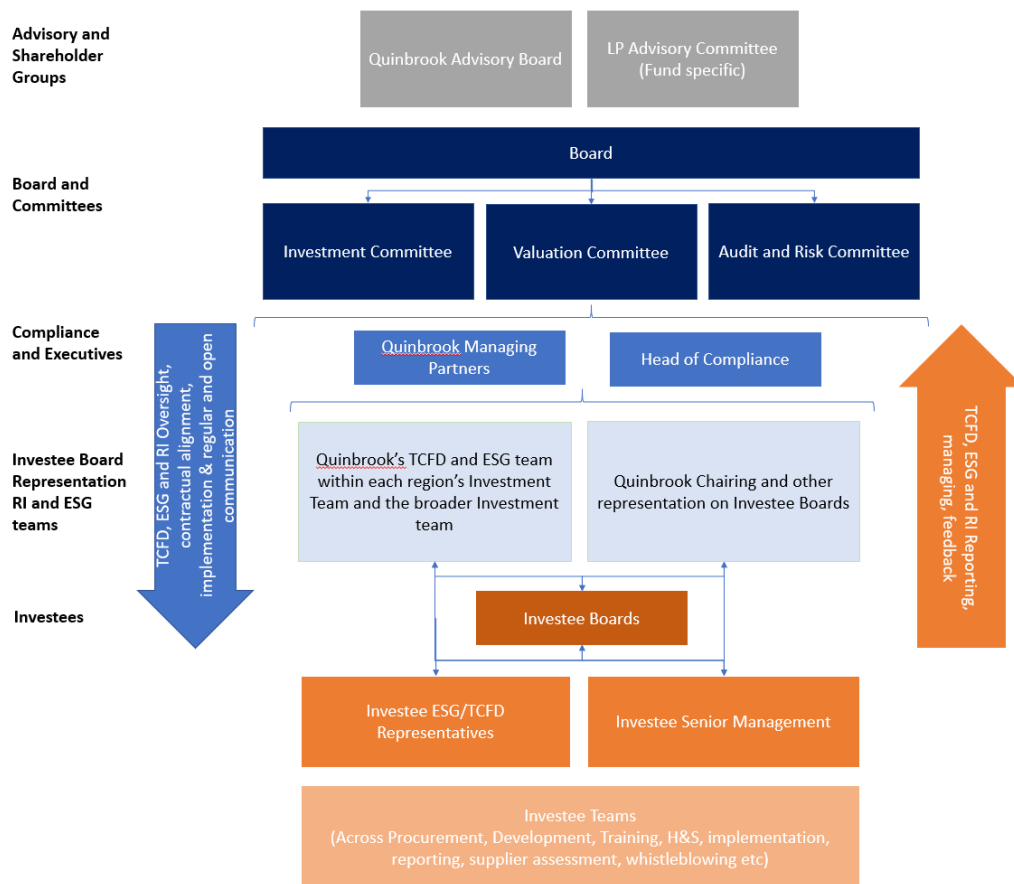 Advisory and
Shareholder
Groups
Quinbrook Advisory Board
LP Advisory Committee
(Fund specific)
Board and
Committees
Board
Investment Committee
Valuation Committee
Audit and Risk Committee
Compliance
and Executives
Quinbrook Managing
Partners
Head of Compliance
TCFD, ESG and RI Oversight,
contractual alignment,
implementation & regular and open
communication
TCFD, ESG and RI Reporting,
managing, feedback
Investee Board
Representation
RI and ESG
teams
Quinbrook's TCFD and ESG team
within each region's Investment
Team and the broader Investment
team
Quinbrook Chairing and other
representation on Investee Boards
Investees
Investee Boards
Investee ESG/TCFD
Representatives
Investee Senior Management
Investee Teams
(Across Procurement, Development, Training, H&S, implementation,
reporting, supplier assessment, whistleblowing etc)